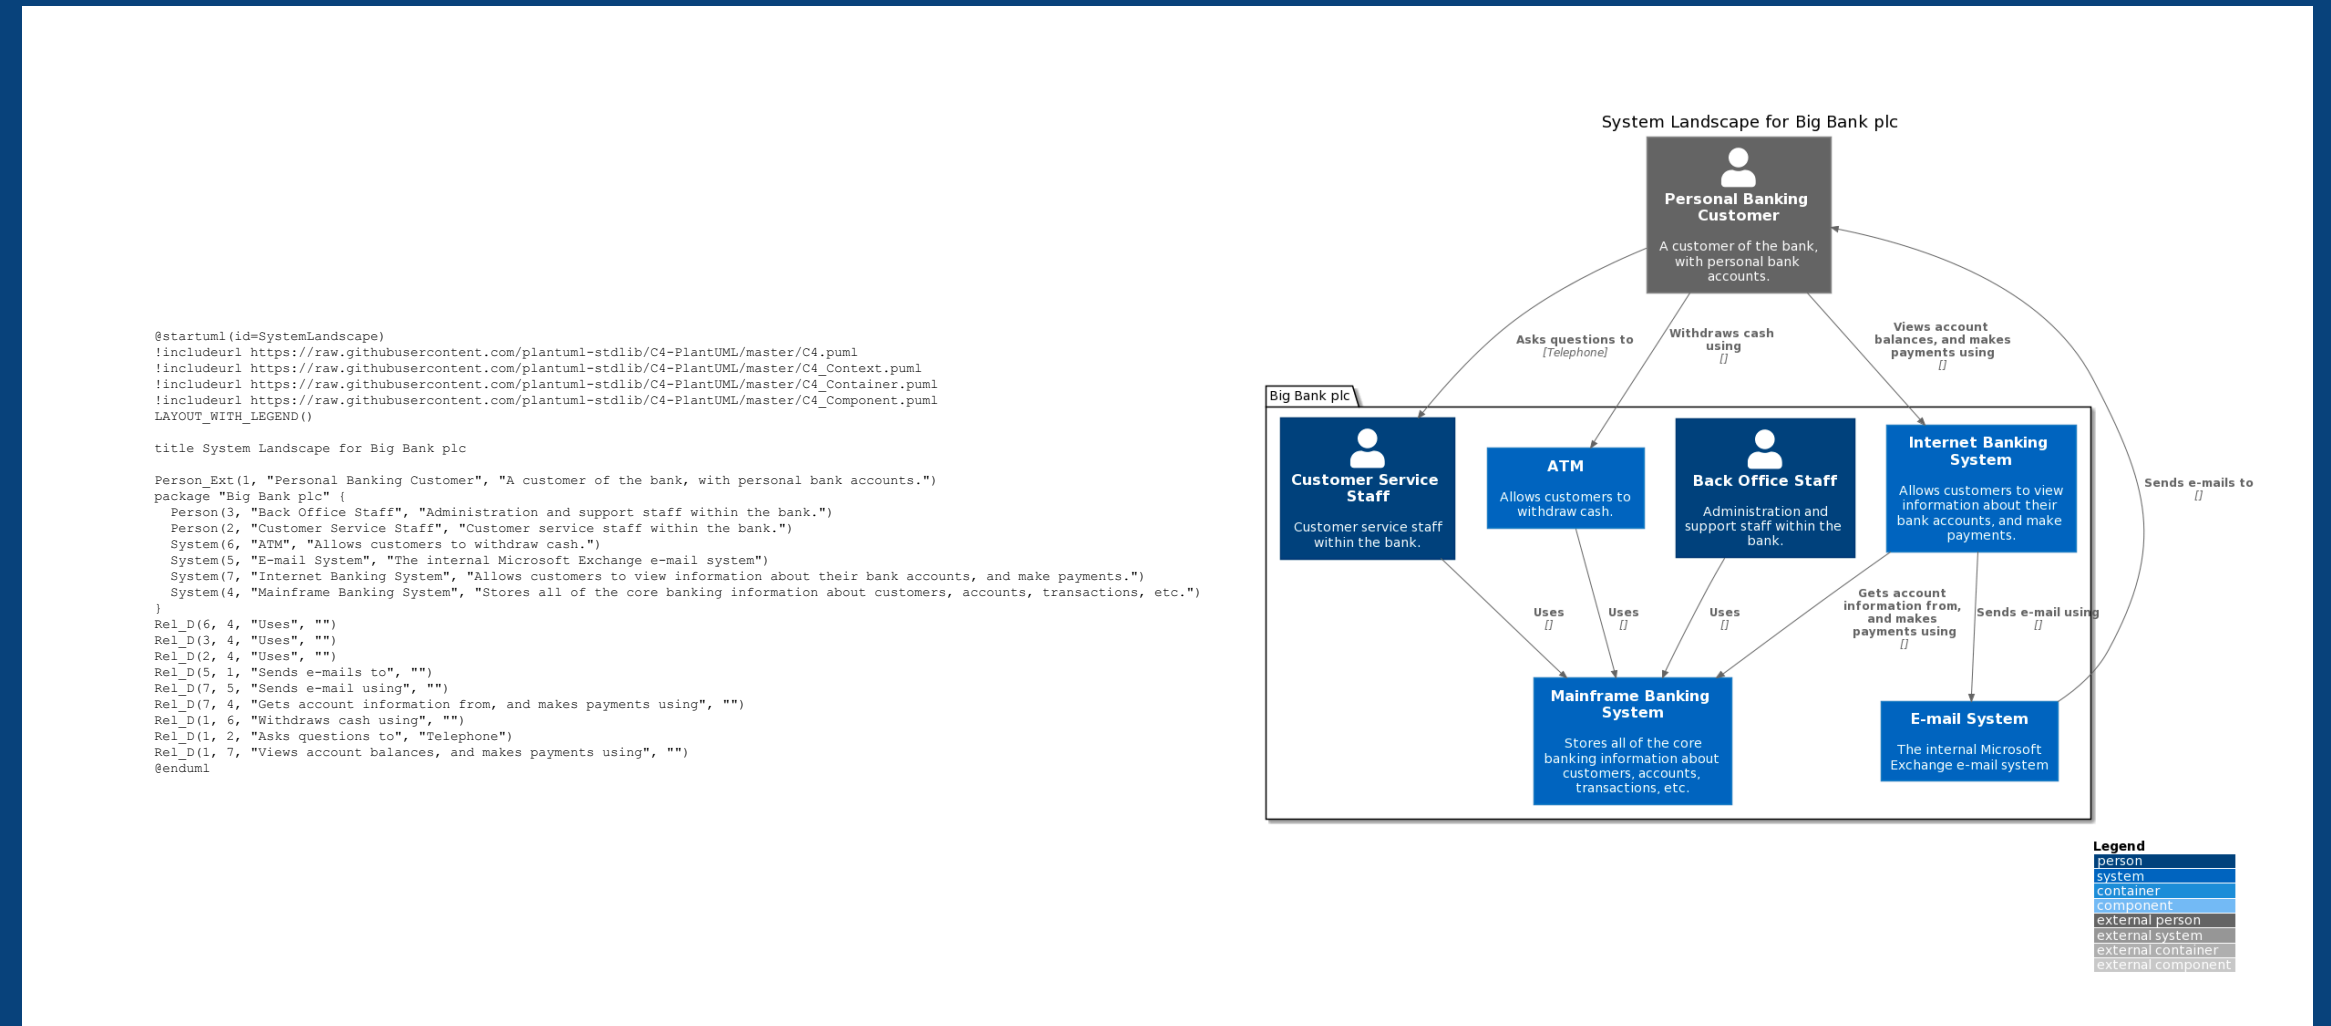 @startuml(id=SystemLandscape)
!includeurl https://raw.githubusercontent.com/plantuml-stdlib/C4-PlantUML/master/C4.puml
!includeurl https://raw.githubusercontent.com/plantuml-stdlib/C4-PlantUML/master/C4_Context.puml
!includeurl https://raw.githubusercontent.com/plantuml-stdlib/C4-PlantUML/master/C4_Container.puml
!includeurl https://raw.githubusercontent.com/plantuml-stdlib/C4-PlantUML/master/C4_Component.puml
LAYOUT_WITH_LEGEND()
title System Landscape for Big Bank plc
Person_Ext(1, "Personal Banking Customer", "A customer of the bank, with personal bank accounts.")
package "Big Bank plc" {
  Person(3, "Back Office Staff", "Administration and support staff within the bank.")
  Person(2, "Customer Service Staff", "Customer service staff within the bank.")
  System(6, "ATM", "Allows customers to withdraw cash.")
  System(5, "E-mail System", "The internal Microsoft Exchange e-mail system")
  System(7, "Internet Banking System", "Allows customers to view information about their bank accounts, and make payments.")
  System(4, "Mainframe Banking System", "Stores all of the core banking information about customers, accounts, transactions, etc.")
}
Rel_D(6, 4, "Uses", "")
Rel_D(3, 4, "Uses", "")
Rel_D(2, 4, "Uses", "")
Rel_D(5, 1, "Sends e-mails to", "")
Rel_D(7, 5, "Sends e-mail using", "")
Rel_D(7, 4, "Gets account information from, and makes payments using", "")
Rel_D(1, 6, "Withdraws cash using", "")
Rel_D(1, 2, "Asks questions to", "Telephone")
Rel_D(1, 7, "Views account balances, and makes payments using", "")
@enduml
System Landscape for Big Bank plc
Personal Banking
Customer
A customer of the bank,
with personal bank
accounts.
Asks questions to
[Telephone]
Withdraws cash
using
[]
Views account
balances, and makes
payments using
[]
Sends e-mails to
[]
Big Bank plc
Customer Service
Staff
Customer service staff
within the bank.
ATM
Allows customers to
withdraw cash.
Back Office Staff
Administration and
support staff within the
bank.
Internet Banking
System
Allows customers to view
information about their
bank accounts, and make
payments.
Uses
[]
Uses
[]
Uses
[]
Gets account
information from,
and makes
payments using
[]
Sends e-mail using
[]
Mainframe Banking
System
Stores all of the core
banking information about
customers, accounts,
transactions, etc.
E-mail System
The internal Microsoft
Exchange e-mail system
Legend
person
system
container
component
external person
external system
external container
external component